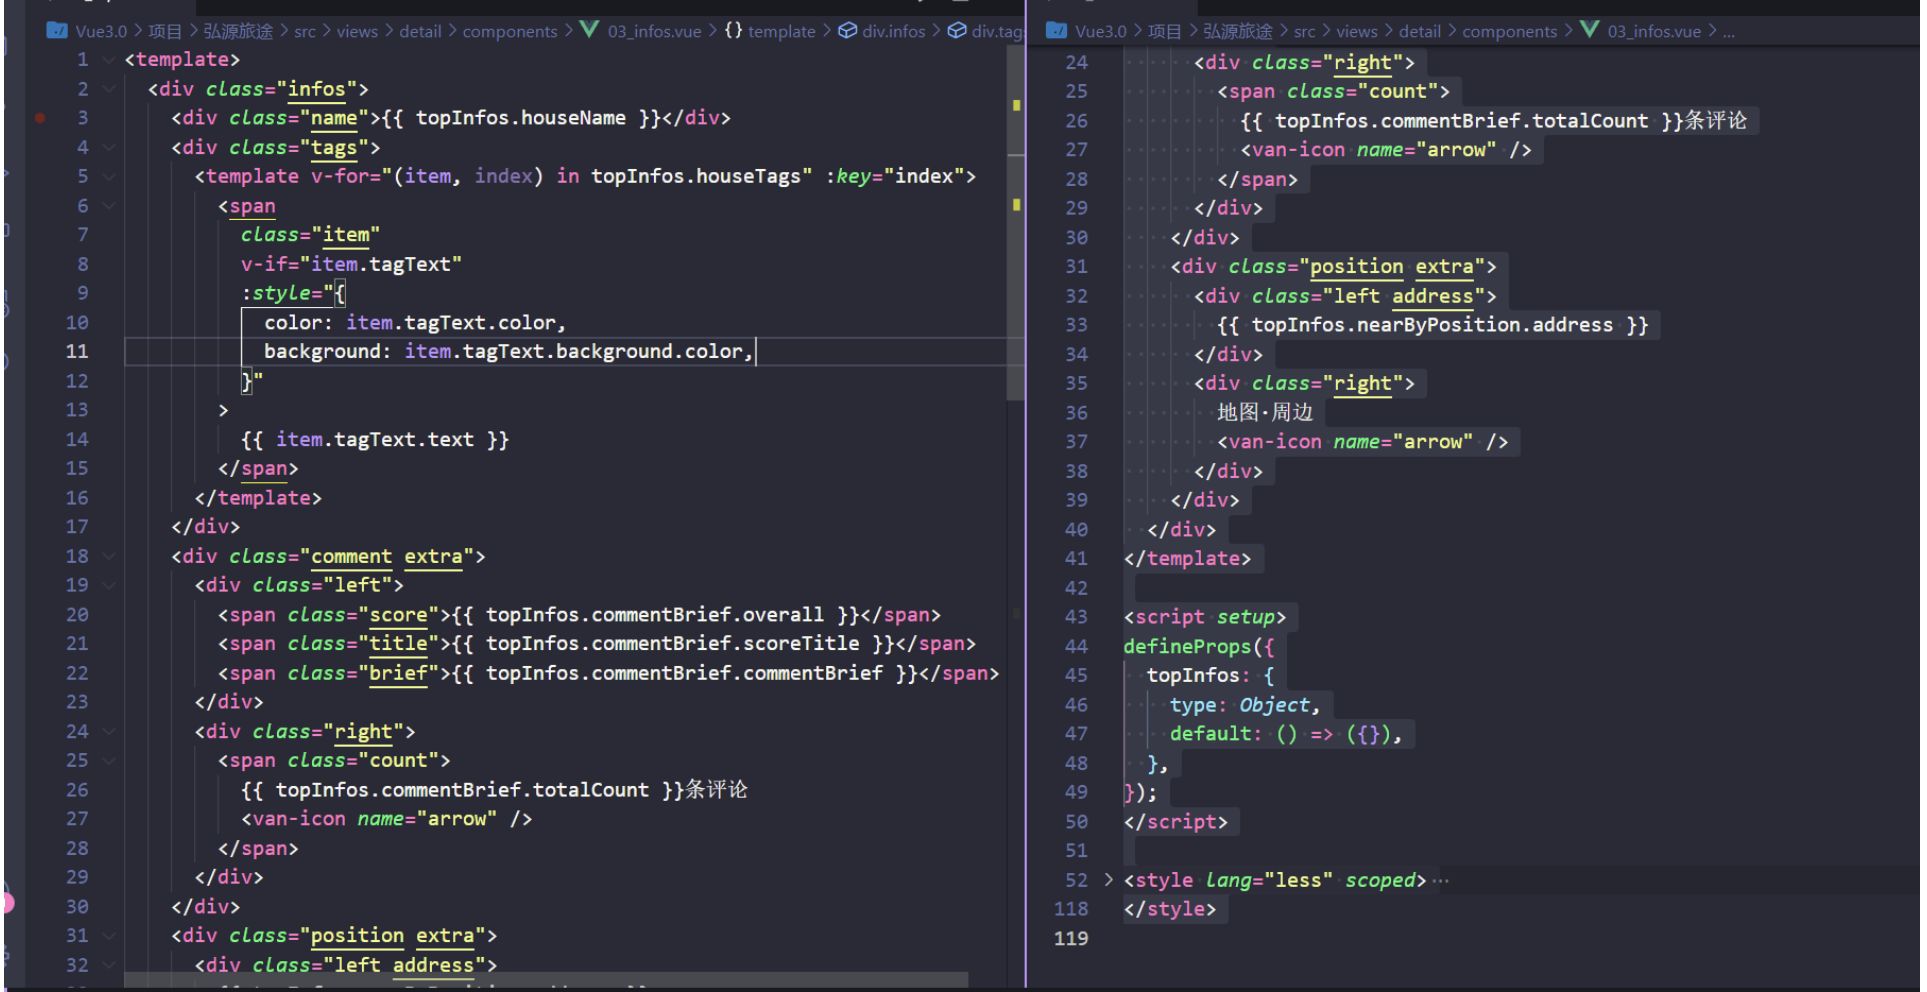 Vue3.0 > 项目 > 弘源旅途 > src > views > detail > components > 03_infos.vue > {} template > div.infos > div.tag
1 <template>
2 <div class="infos">
3 <div class="name">{{ topInfos.houseName }}</div>
4 <div class="tags">
5 <template v-for="(item, index) in topInfos.houseTags" :key="index">
6 <span
7 class="item"
8 v-if="item.tagText"
9 :style="{
10 color: item.tagText.color,
11 background: item.tagText.background.color,
12 }"
13 >
14 {{ item.tagText.text }}
15 </span>
16 </template>
17 </div>
18 <div class="comment extra">
19 <div class="left">
20 <span class="score">{{ topInfos.commentBrief.overall }}</span>
21 <span class="title">{{ topInfos.commentBrief.scoreTitle }}</span>
22 <span class="brief">{{ topInfos.commentBrief.commentBrief }}</span>
23 </div>
24 <div class="right">
25 <span class="count">
26 {{ topInfos.commentBrief.totalCount }}条评论
27 <van-icon name="arrow" />
28 </span>
29 </div>
30 </div>
31 <div class="position extra">
32 <div class="left address">
Vue3.0 > 项目 > 弘源旅途 > src > views > detail > components > 03_infos.vue > ...
24 <div class="right">
25 <span class="count">
26 {{ topInfos.commentBrief.totalCount }}条评论
27 <van-icon name="arrow" />
28 </span>
29 </div>
30 </div>
31 <div class="position extra">
32 <div class="left address">
33 {{ topInfos.nearByPosition.address }}
34 </div>
35 <div class="right">
36 地图·周边
37 <van-icon name="arrow" />
38 </div>
39 </div>
40 </div>
41 </template>
42
43 <script setup>
44 defineProps({
45 topInfos: {
46 type: Object,
47 default: () => ({}),
48 },
49 });
50 </script>
51
52 > <style lang="less" scoped> ···
118 </style>
119